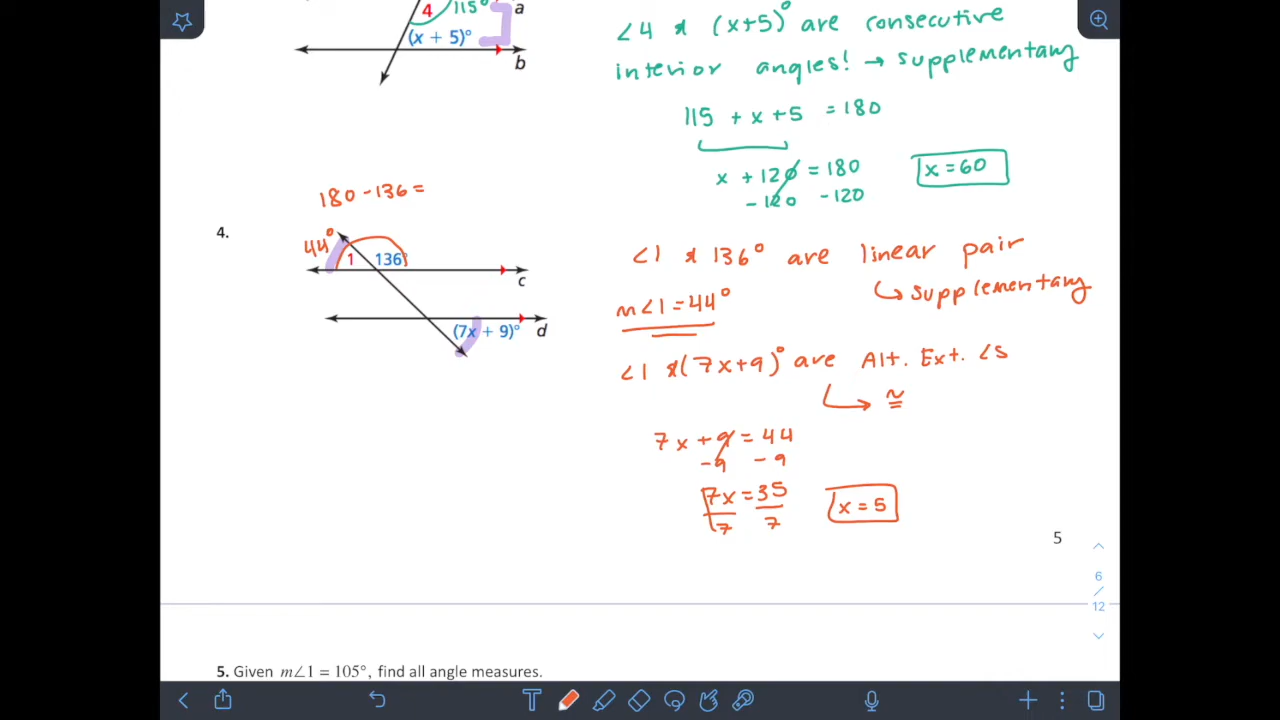 4 115° a
(x + 5)°
b
∠4 & (x+5)° are consecutive
interior angles! → supplementary
115 + x +5 = 180
x + 120 = 180
- 120 -120
x = 60
180 -136 =
4.
44°
1 136
c
(7x + 9)° d
∠1 & 136° are linear pair
↳ supplementary
m∠1 = 44°
∠1 & (7x+9)° are Alt. Ext. ∠s
↳ ≅
7x + 9 = 44
-9 -9
7x = 35
7 7
x = 5
5
6
/
12
5. Given m∠1 = 105°, find all angle measures.
T